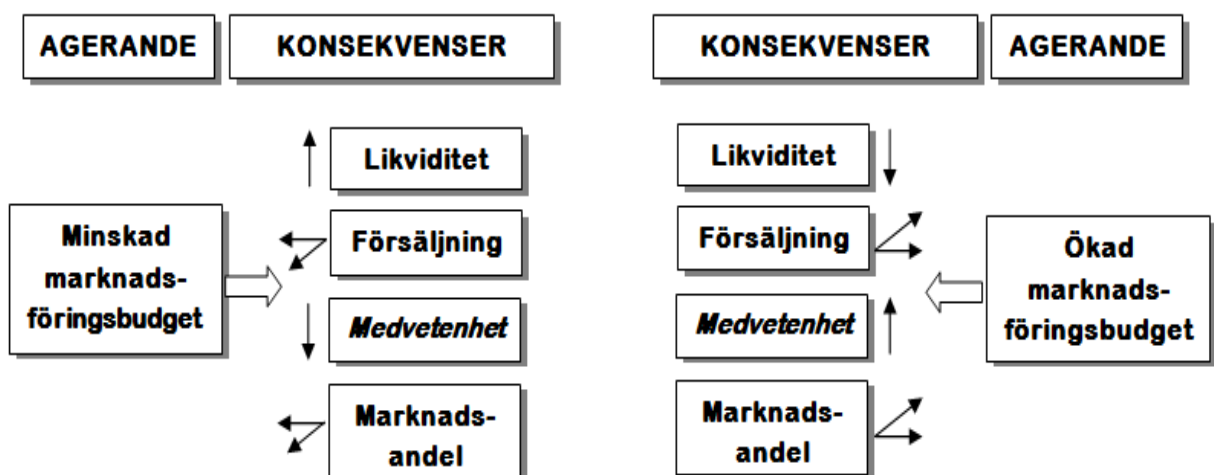 AGERANDE
KONSEKVENSER
KONSEKVENSER
AGERANDE
Minskad
marknads-
föringsbudget
Likviditet
Försäljning
Medvetenhet
Marknads-
andel
Likviditet
Försäljning
Medvetenhet
Marknads-
andel
Ökad
marknads-
föringsbudget